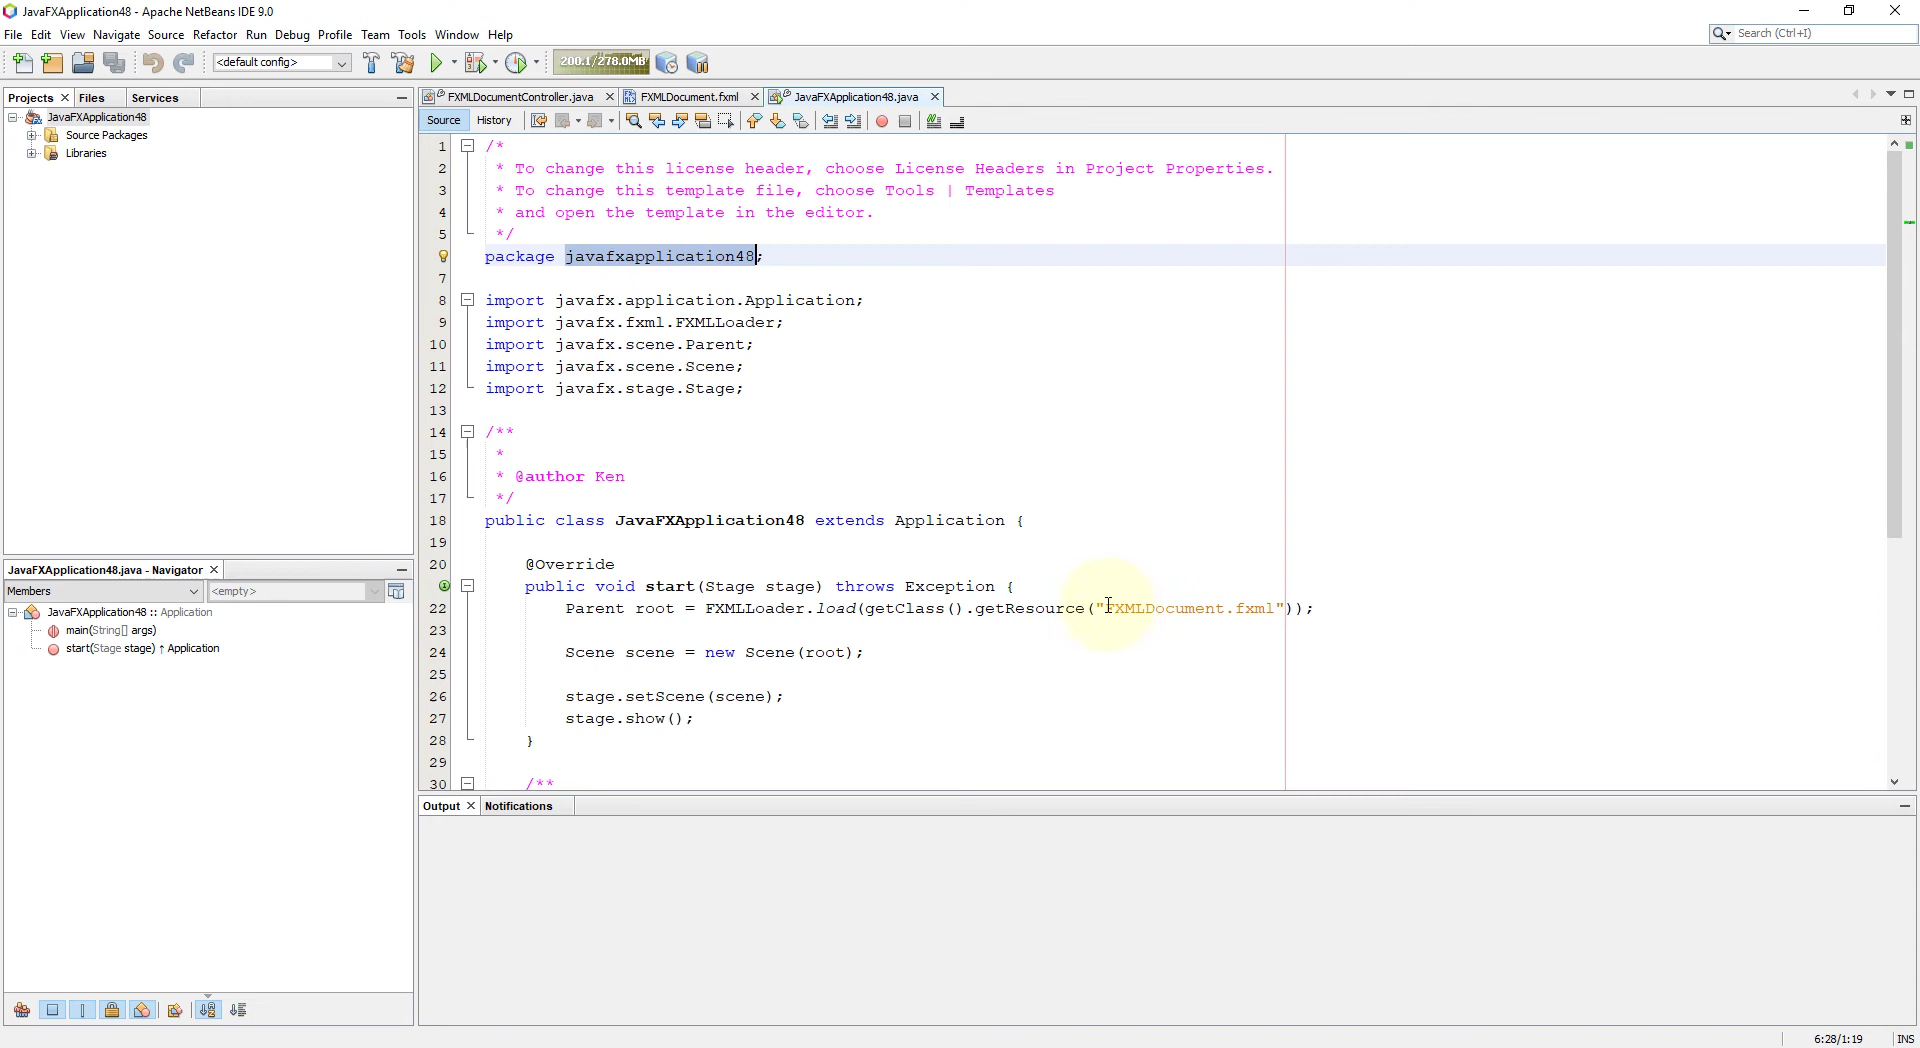 JavaFXApplication48 - Apache NetBeans IDE 9.0
File Edit View Navigate Source Refactor Run Debug Profile Team Tools Window Help
Search (Ctrl+I)
<default config>
200.1/278.0MB
Projects Files Services
JavaFXApplication48
Source Packages
Libraries
FXMLDocumentController.java FXMLDocument.fxml JavaFXApplication48.java
Source History
1 /*
2 * To change this license header, choose License Headers in Project Properties.
3 * To change this template file, choose Tools | Templates
4 * and open the template in the editor.
5 */
package javafxapplication48;
7
8 import javafx.application.Application;
9 import javafx.fxml.FXMLLoader;
10 import javafx.scene.Parent;
11 import javafx.scene.Scene;
12 import javafx.stage.Stage;
13
14 /**
15 *
16 * @author Ken
17 */
18 public class JavaFXApplication48 extends Application {
19
20 @Override
public void start(Stage stage) throws Exception {
22 Parent root = FXMLLoader.load(getClass().getResource("FXMLDocument.fxml"));
23
24 Scene scene = new Scene(root);
25
26 stage.setScene(scene);
27 stage.show();
28 }
29
30 /**
JavaFXApplication48.java - Navigator
Members <empty>
JavaFXApplication48 :: Application
main(String[] args)
start(Stage stage) ↑ Application
Output Notifications
6:28/1:19 INS